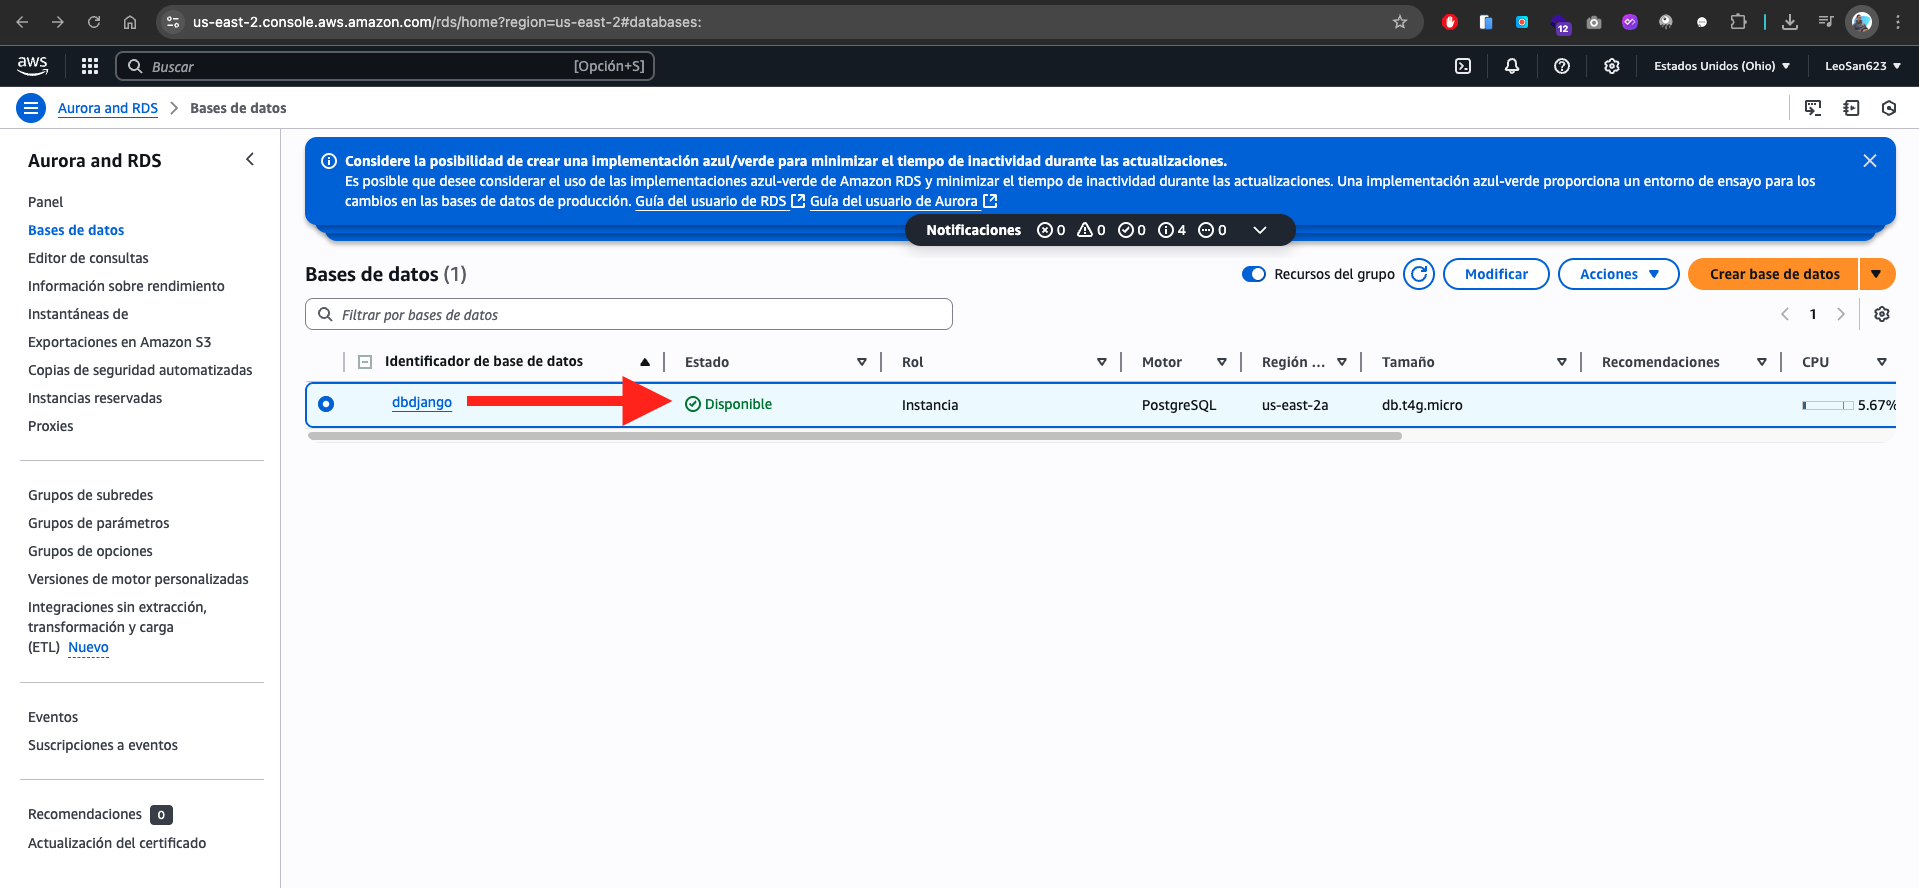 us-east-2.console.aws.amazon.com/rds/home?region=us-east-2#databases:
12
aws
Buscar
[Opción+S]
Estados Unidos (Ohio)
LeoSan623
Aurora and RDS
Bases de datos
Aurora and RDS
Panel
Bases de datos
Editor de consultas
Información sobre rendimiento
Instantáneas de
Exportaciones en Amazon S3
Copias de seguridad automatizadas
Instancias reservadas
Proxies
Grupos de subredes
Grupos de parámetros
Grupos de opciones
Versiones de motor personalizadas
Integraciones sin extracción,
transformación y carga
(ETL) Nuevo
Eventos
Suscripciones a eventos
Recomendaciones 0
Actualización del certificado
Considere la posibilidad de crear una implementación azul/verde para minimizar el tiempo de inactividad durante las actualizaciones.
Es posible que desee considerar el uso de las implementaciones azul-verde de Amazon RDS y minimizar el tiempo de inactividad durante las actualizaciones. Una implementación azul-verde proporciona un entorno de ensayo para los
cambios en las bases de datos de producción. Guía del usuario de RDS Guía del usuario de Aurora
Notificaciones 0 0 0 4 0
Bases de datos (1)
Recursos del grupo
Modificar
Acciones
Crear base de datos
Filtrar por bases de datos
1
Identificador de base de datos Estado Rol Motor Región ... Tamaño Recomendaciones CPU
dbdjango Disponible Instancia PostgreSQL us-east-2a db.t4g.micro 5.67%